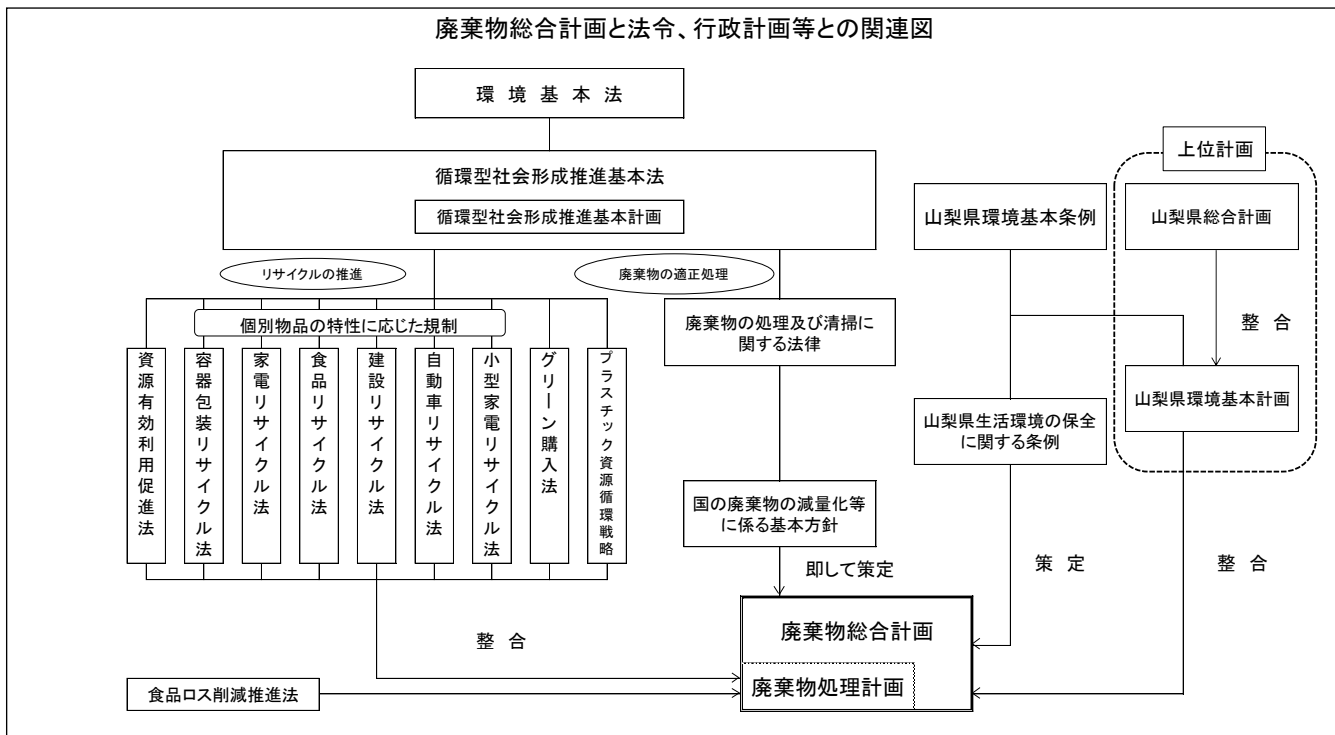 廃棄物総合計画と法令、行政計画等との関連図
環境基本法
循環型社会形成推進基本法
循環型社会形成推進基本計画
リサイクルの推進
廃棄物の適正処理
個別物品の特性に応じた規制
資源有効利用促進法
容器包装リサイクル法
家電リサイクル法
食品リサイクル法
建設リサイクル法
自動車リサイクル法
小型家電リサイクル法
グリーン購入法
プラスチック資源循環戦略
廃棄物の処理及び清掃に
関する法律
国の廃棄物の減量化等
に係る基本方針
即して策定
上位計画
山梨県環境基本条例
山梨県総合計画
整合
山梨県環境基本計画
山梨県生活環境の保全
に関する条例
策定
整合
整合
廃棄物総合計画
廃棄物処理計画
食品ロス削減推進法